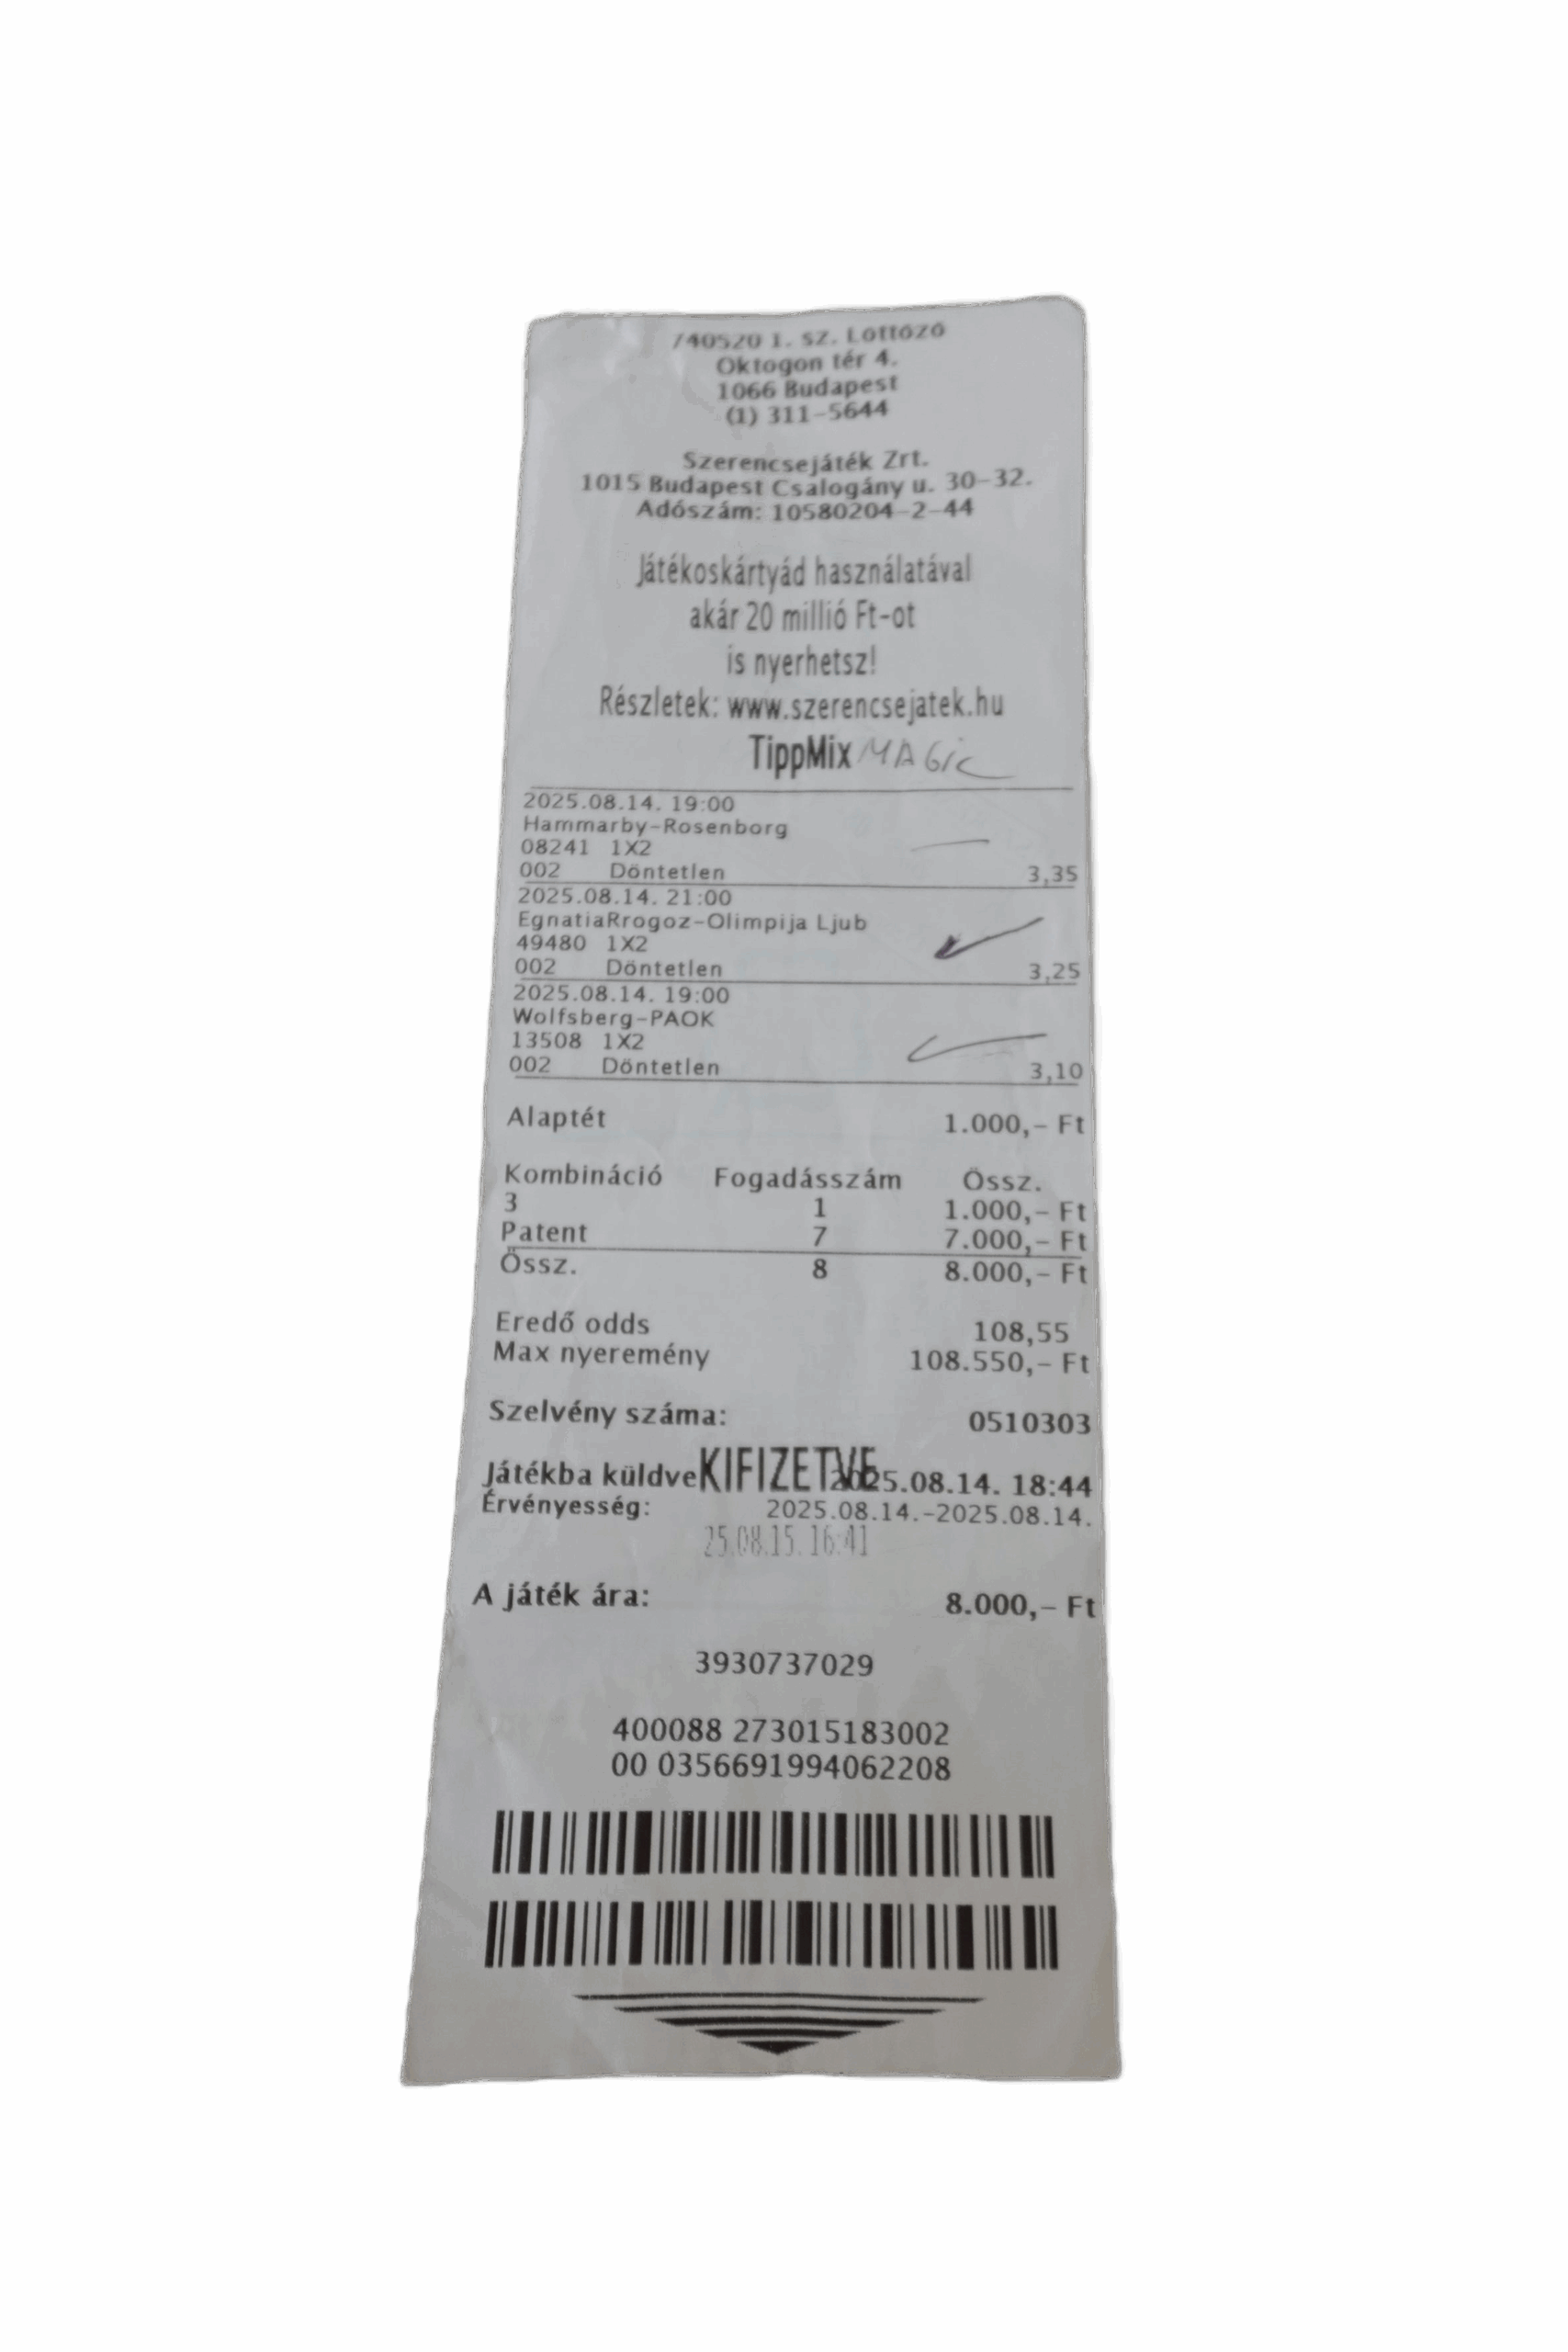 740520 1. sz. Lottózó
Oktogon tér 4.
1066 Budapest
(1) 311-5644
Szerencsejáték Zrt.
1015 Budapest Csalogány u. 30-32.
Adószám: 10580204-2-44
Játékoskártyád használatával
akár 20 millió Ft-ot
is nyerhetsz!
Részletek: www.szerencsejatek.hu
TippMix MAGIC
2025.08.14. 19:00
Hammarby-Rosenborg
08241 1X2
002 Döntetlen 3,35
2025.08.14. 21:00
EgnatiaRrogoz-Olimpija Ljub
49480 1X2
002 Döntetlen 3,25
2025.08.14. 19:00
Wolfsberg-PAOK
13508 1X2
002 Döntetlen 3,10
Alaptét 1.000,- Ft
Kombináció Fogadásszám Össz.
3 1 1.000,- Ft
Patent 7 7.000,- Ft
Össz. 8 8.000,- Ft
Eredő odds 108,55
Max nyeremény 108.550,- Ft
Szelvény száma: 0510303
KIFIZETVE
Játékba küldve 2025.08.14. 18:44
Érvényesség: 2025.08.14.-2025.08.14.
25.08.15. 16:41
A játék ára: 8.000,- Ft
3930737029
400088 273015183002
00 0356691994062208